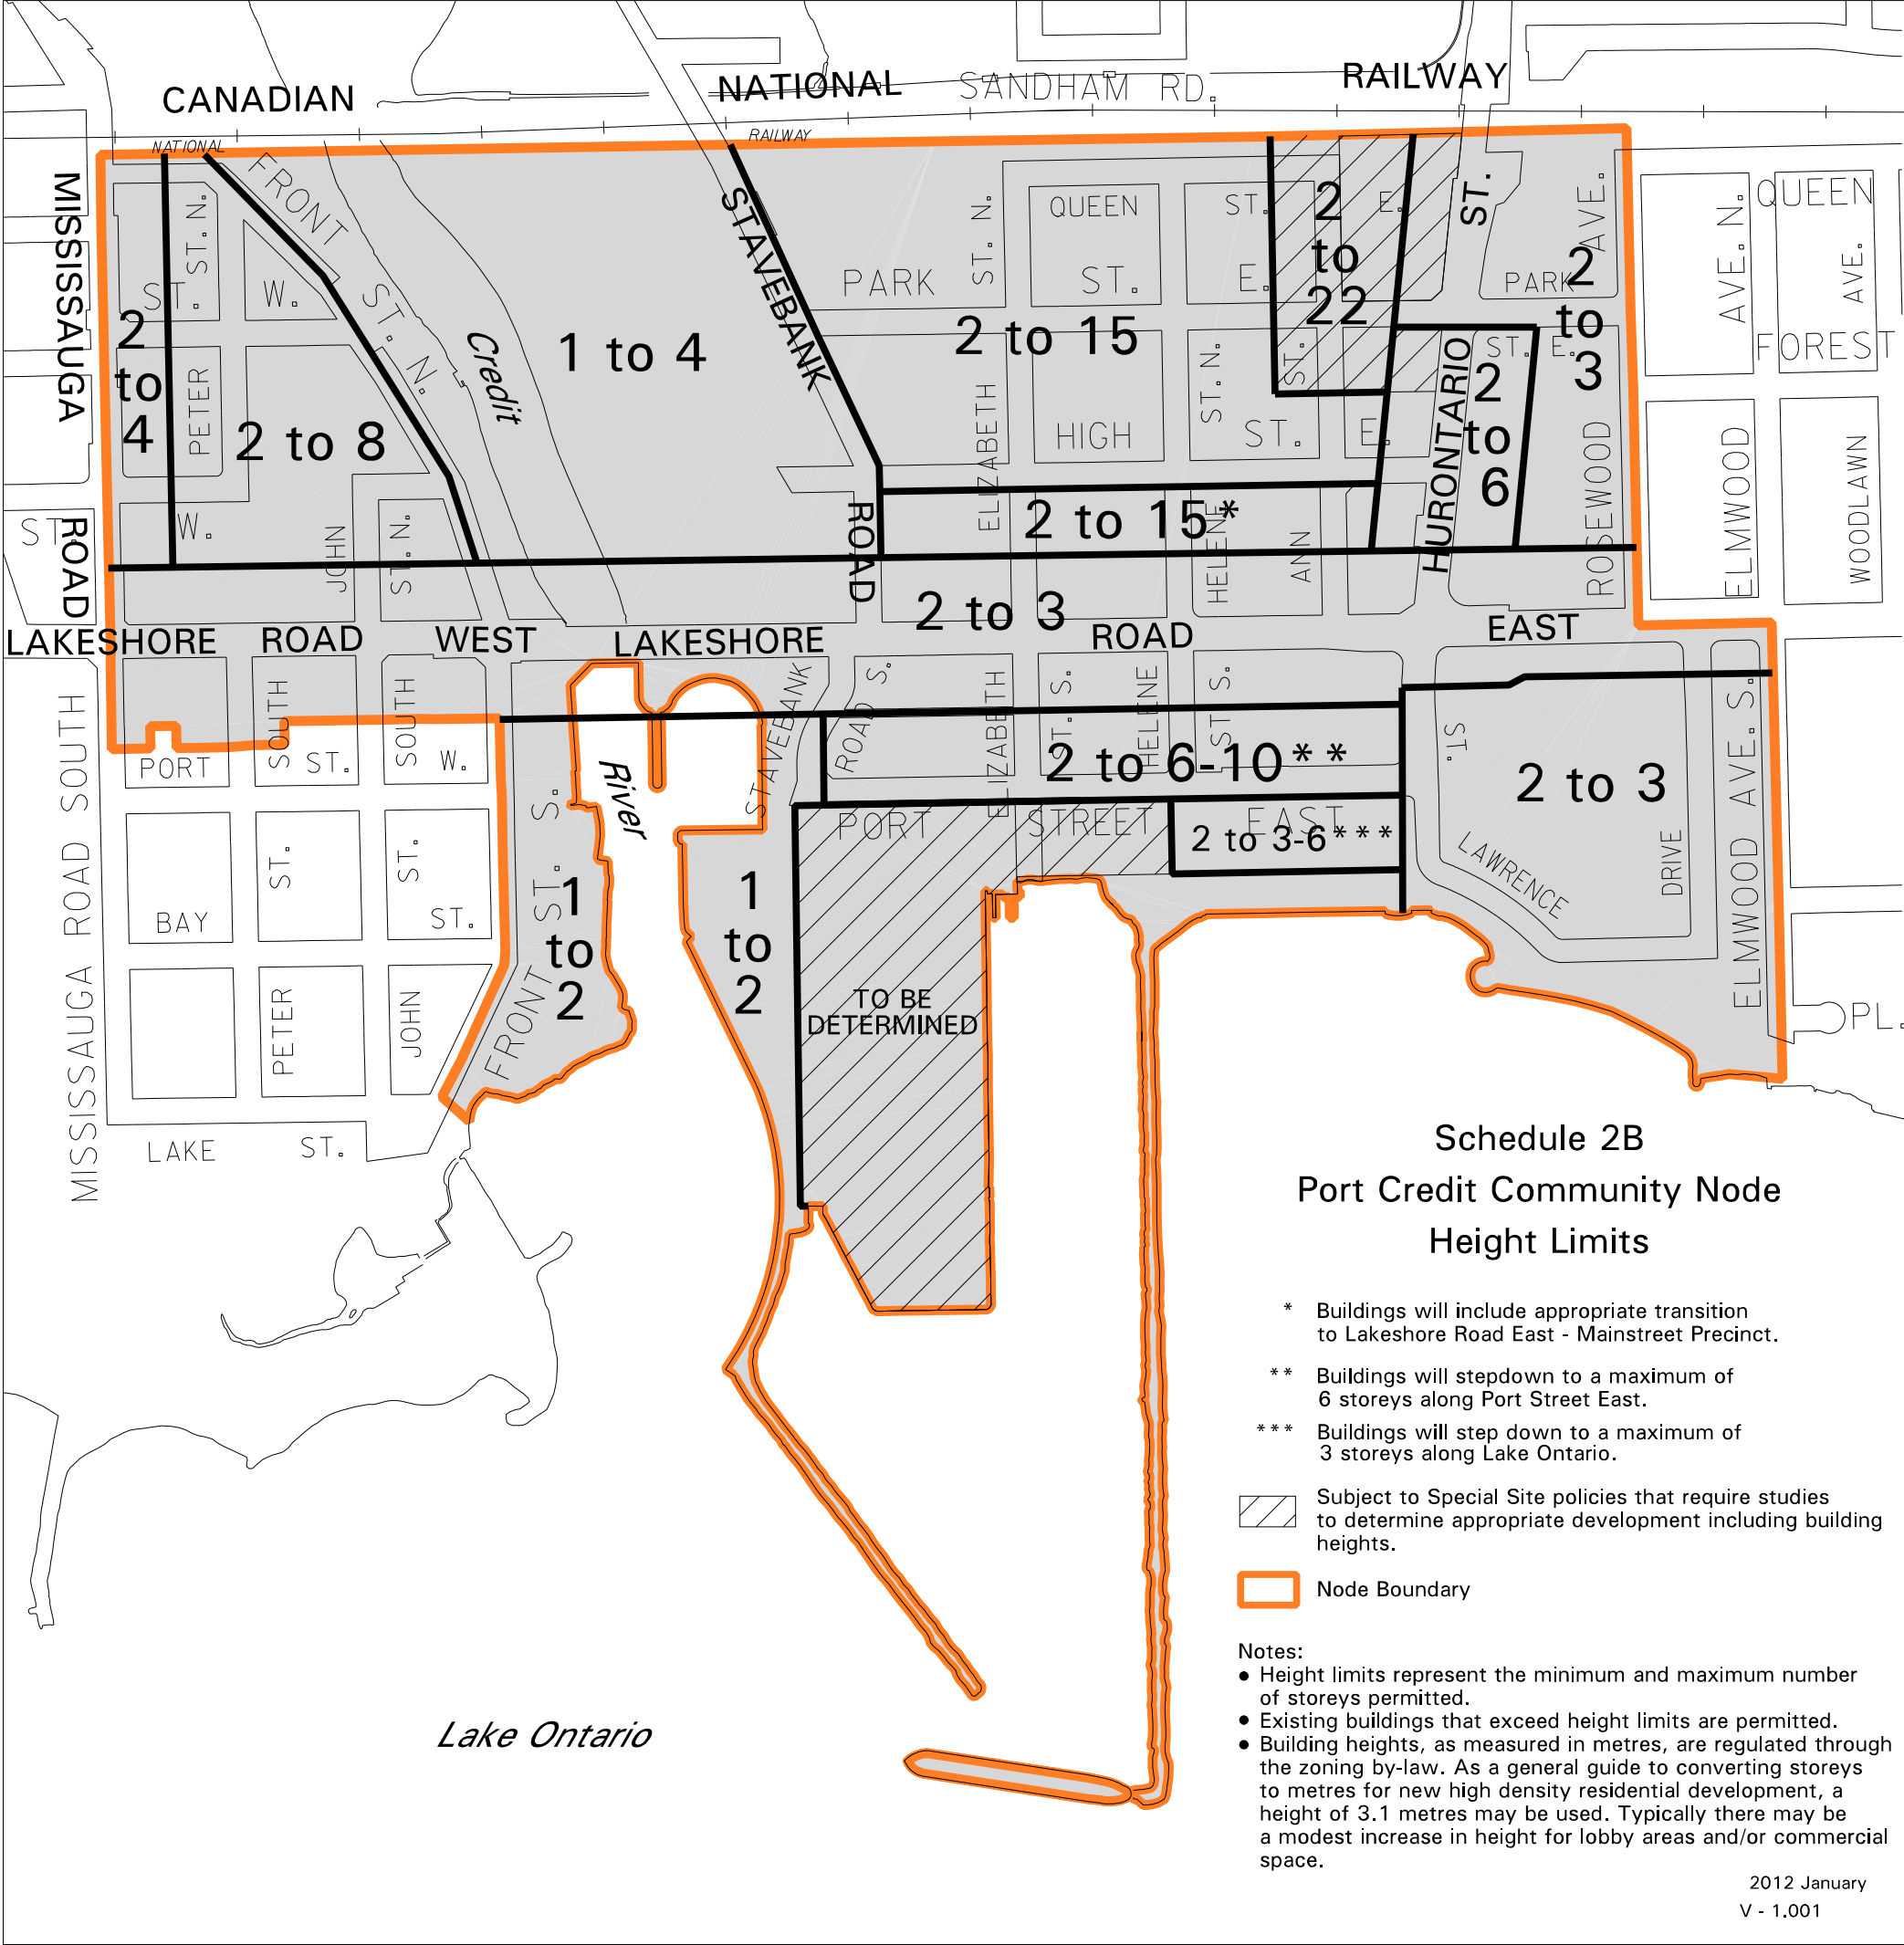 CANADIAN
NATIONAL
SANDHAM RD.
RAILWAY
NATIONAL
RAILWAY
MISSISSAUGA
ROAD
FRONT
ST. N.
ST. N.
ST.
W.
PETER
2
to
4
2 to 8
W.
ST.
JOHN
ST. N.
Credit
1 to 4
STAVEBANK
ROAD
PARK
ST. N.
QUEEN
ST.
ST.
E.
E.
2 to 15
ELIZABETH
HIGH
ST. N.
ST.
ST.
E.
2
to
22
ST.
HURONTARIO
PARK
AVE.
2
to
3
ST. E.
2
to
6
ROSEWOOD
QUEEN
AVE. N.
AVE.
FOREST
ELMWOOD
WOODLAWN
2 to 15*
HELENE
ANN
2 to 3
LAKESHORE
ROAD
WEST
LAKESHORE
ROAD
EAST
MISSISSAUGA ROAD SOUTH
SOUTH
SOUTH
PORT
ST.
W.
ST.
ST.
BAY
ST.
PETER
JOHN
LAKE
ST.
FRONT
ST.
S.
1
to
2
River
STAVEBANK
ROAD S.
ELIZABETH
ST. S.
HELENE
ST S.
2 to 6-10**
PORT
STREET
EAST
2 to 3-6***
1
to
2
TO BE
DETERMINED
ST.
2 to 3
LAWRENCE
DRIVE
ELMWOOD AVE. S.
PL.
Schedule 2B
Port Credit Community Node
Height Limits
* Buildings will include appropriate transition
to Lakeshore Road East - Mainstreet Precinct.
** Buildings will stepdown to a maximum of
6 storeys along Port Street East.
*** Buildings will step down to a maximum of
3 storeys along Lake Ontario.
Subject to Special Site policies that require studies
to determine appropriate development including building
heights.
Node Boundary
Notes:
● Height limits represent the minimum and maximum number
of storeys permitted.
● Existing buildings that exceed height limits are permitted.
● Building heights, as measured in metres, are regulated through
the zoning by-law. As a general guide to converting storeys
to metres for new high density residential development, a
height of 3.1 metres may be used. Typically there may be
a modest increase in height for lobby areas and/or commercial
space.
Lake Ontario
2012 January
V - 1.001